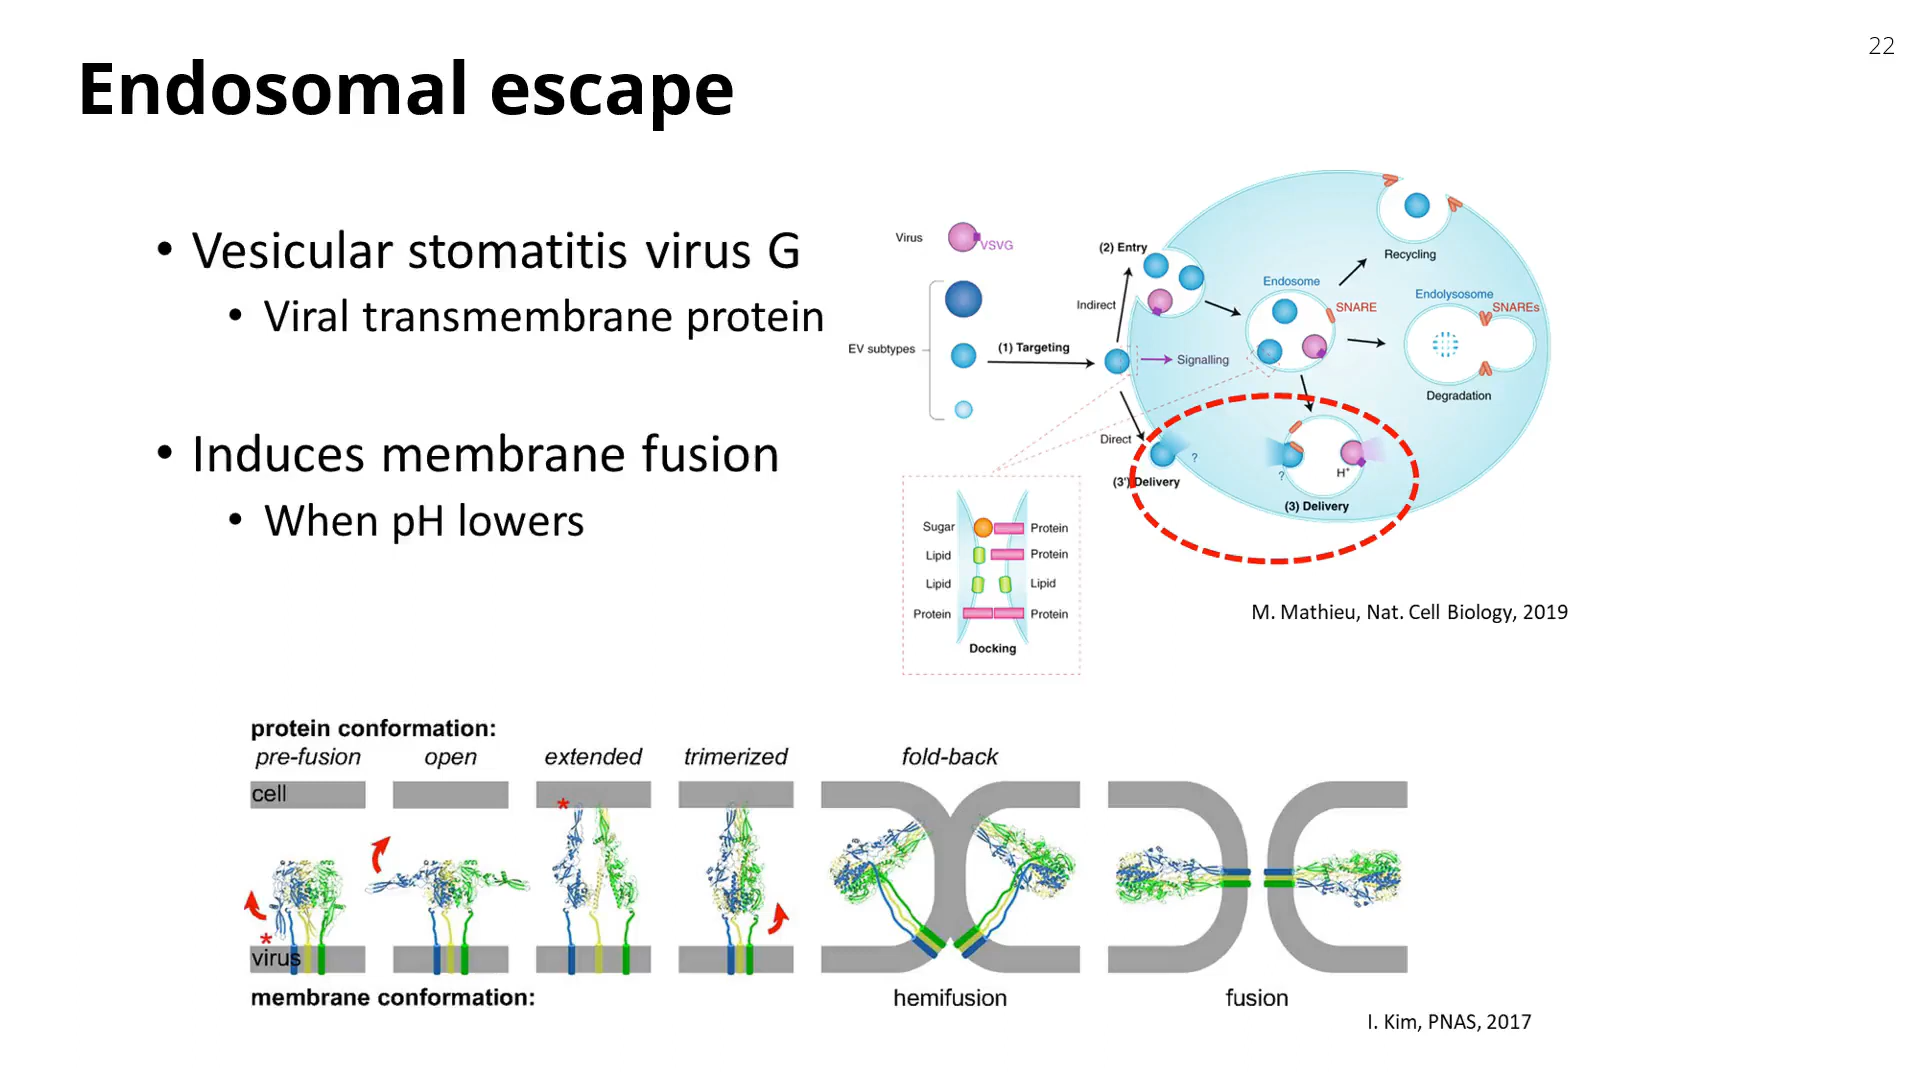 22
Endosomal escape
• Vesicular stomatitis virus G
• Viral transmembrane protein
• Induces membrane fusion
• When pH lowers
Virus
VSVG
EV subtypes
(1) Targeting
(2) Entry
Indirect
Signalling
Direct
?
(3') Delivery
Endosome
SNARE
Recycling
Endolysosome
SNAREs
Degradation
?
H+
(3) Delivery
Sugar Protein
Lipid Protein
Lipid Lipid
Protein Protein
Docking
M. Mathieu, Nat. Cell Biology, 2019
protein conformation:
pre-fusion open extended trimerized fold-back
cell
*
*
virus
membrane conformation: hemifusion fusion
I. Kim, PNAS, 2017